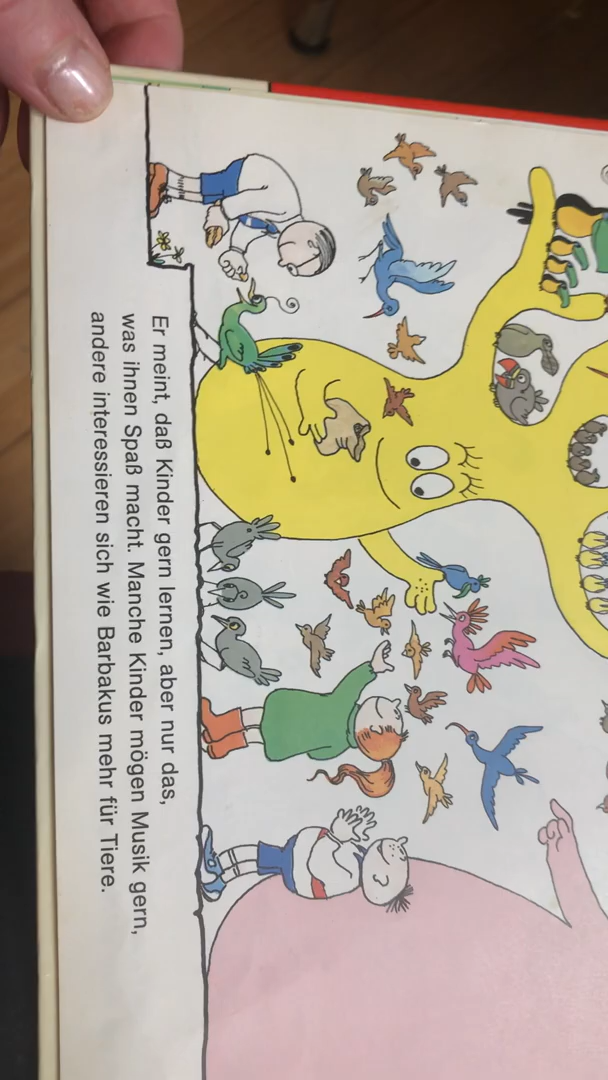 Er meint, daß Kinder gern lernen, aber nur das,
was ihnen Spaß macht. Manche Kinder mögen Musik gern,
andere interessieren sich wie Barbakus mehr für Tiere.